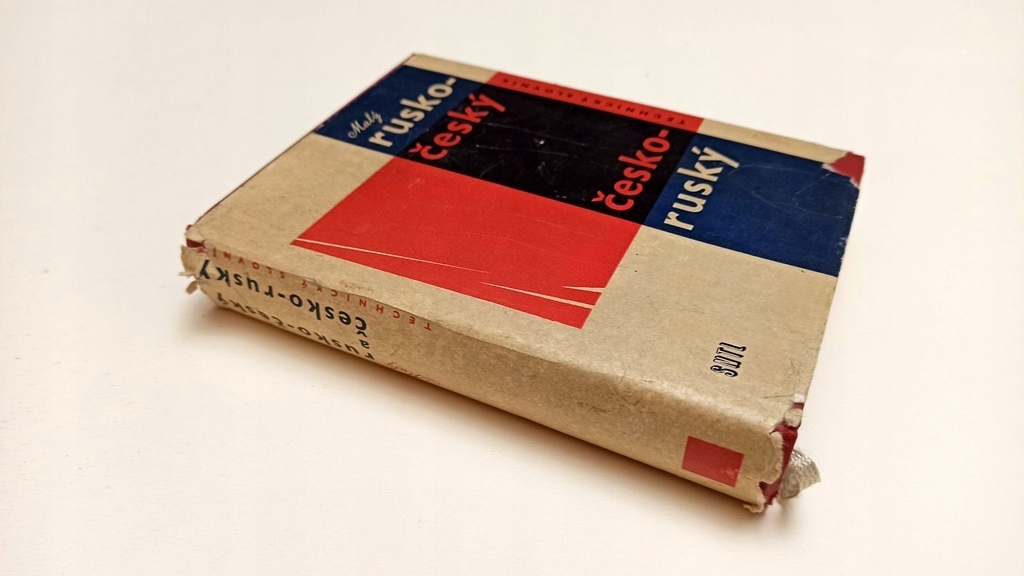 Malý
rusko-
český
česko-
ruský
TECHNICKÝ SLOVNÍK
SNTL
rusko-český
a
česko-ruský
TECHNICKÝ SLOVNÍK